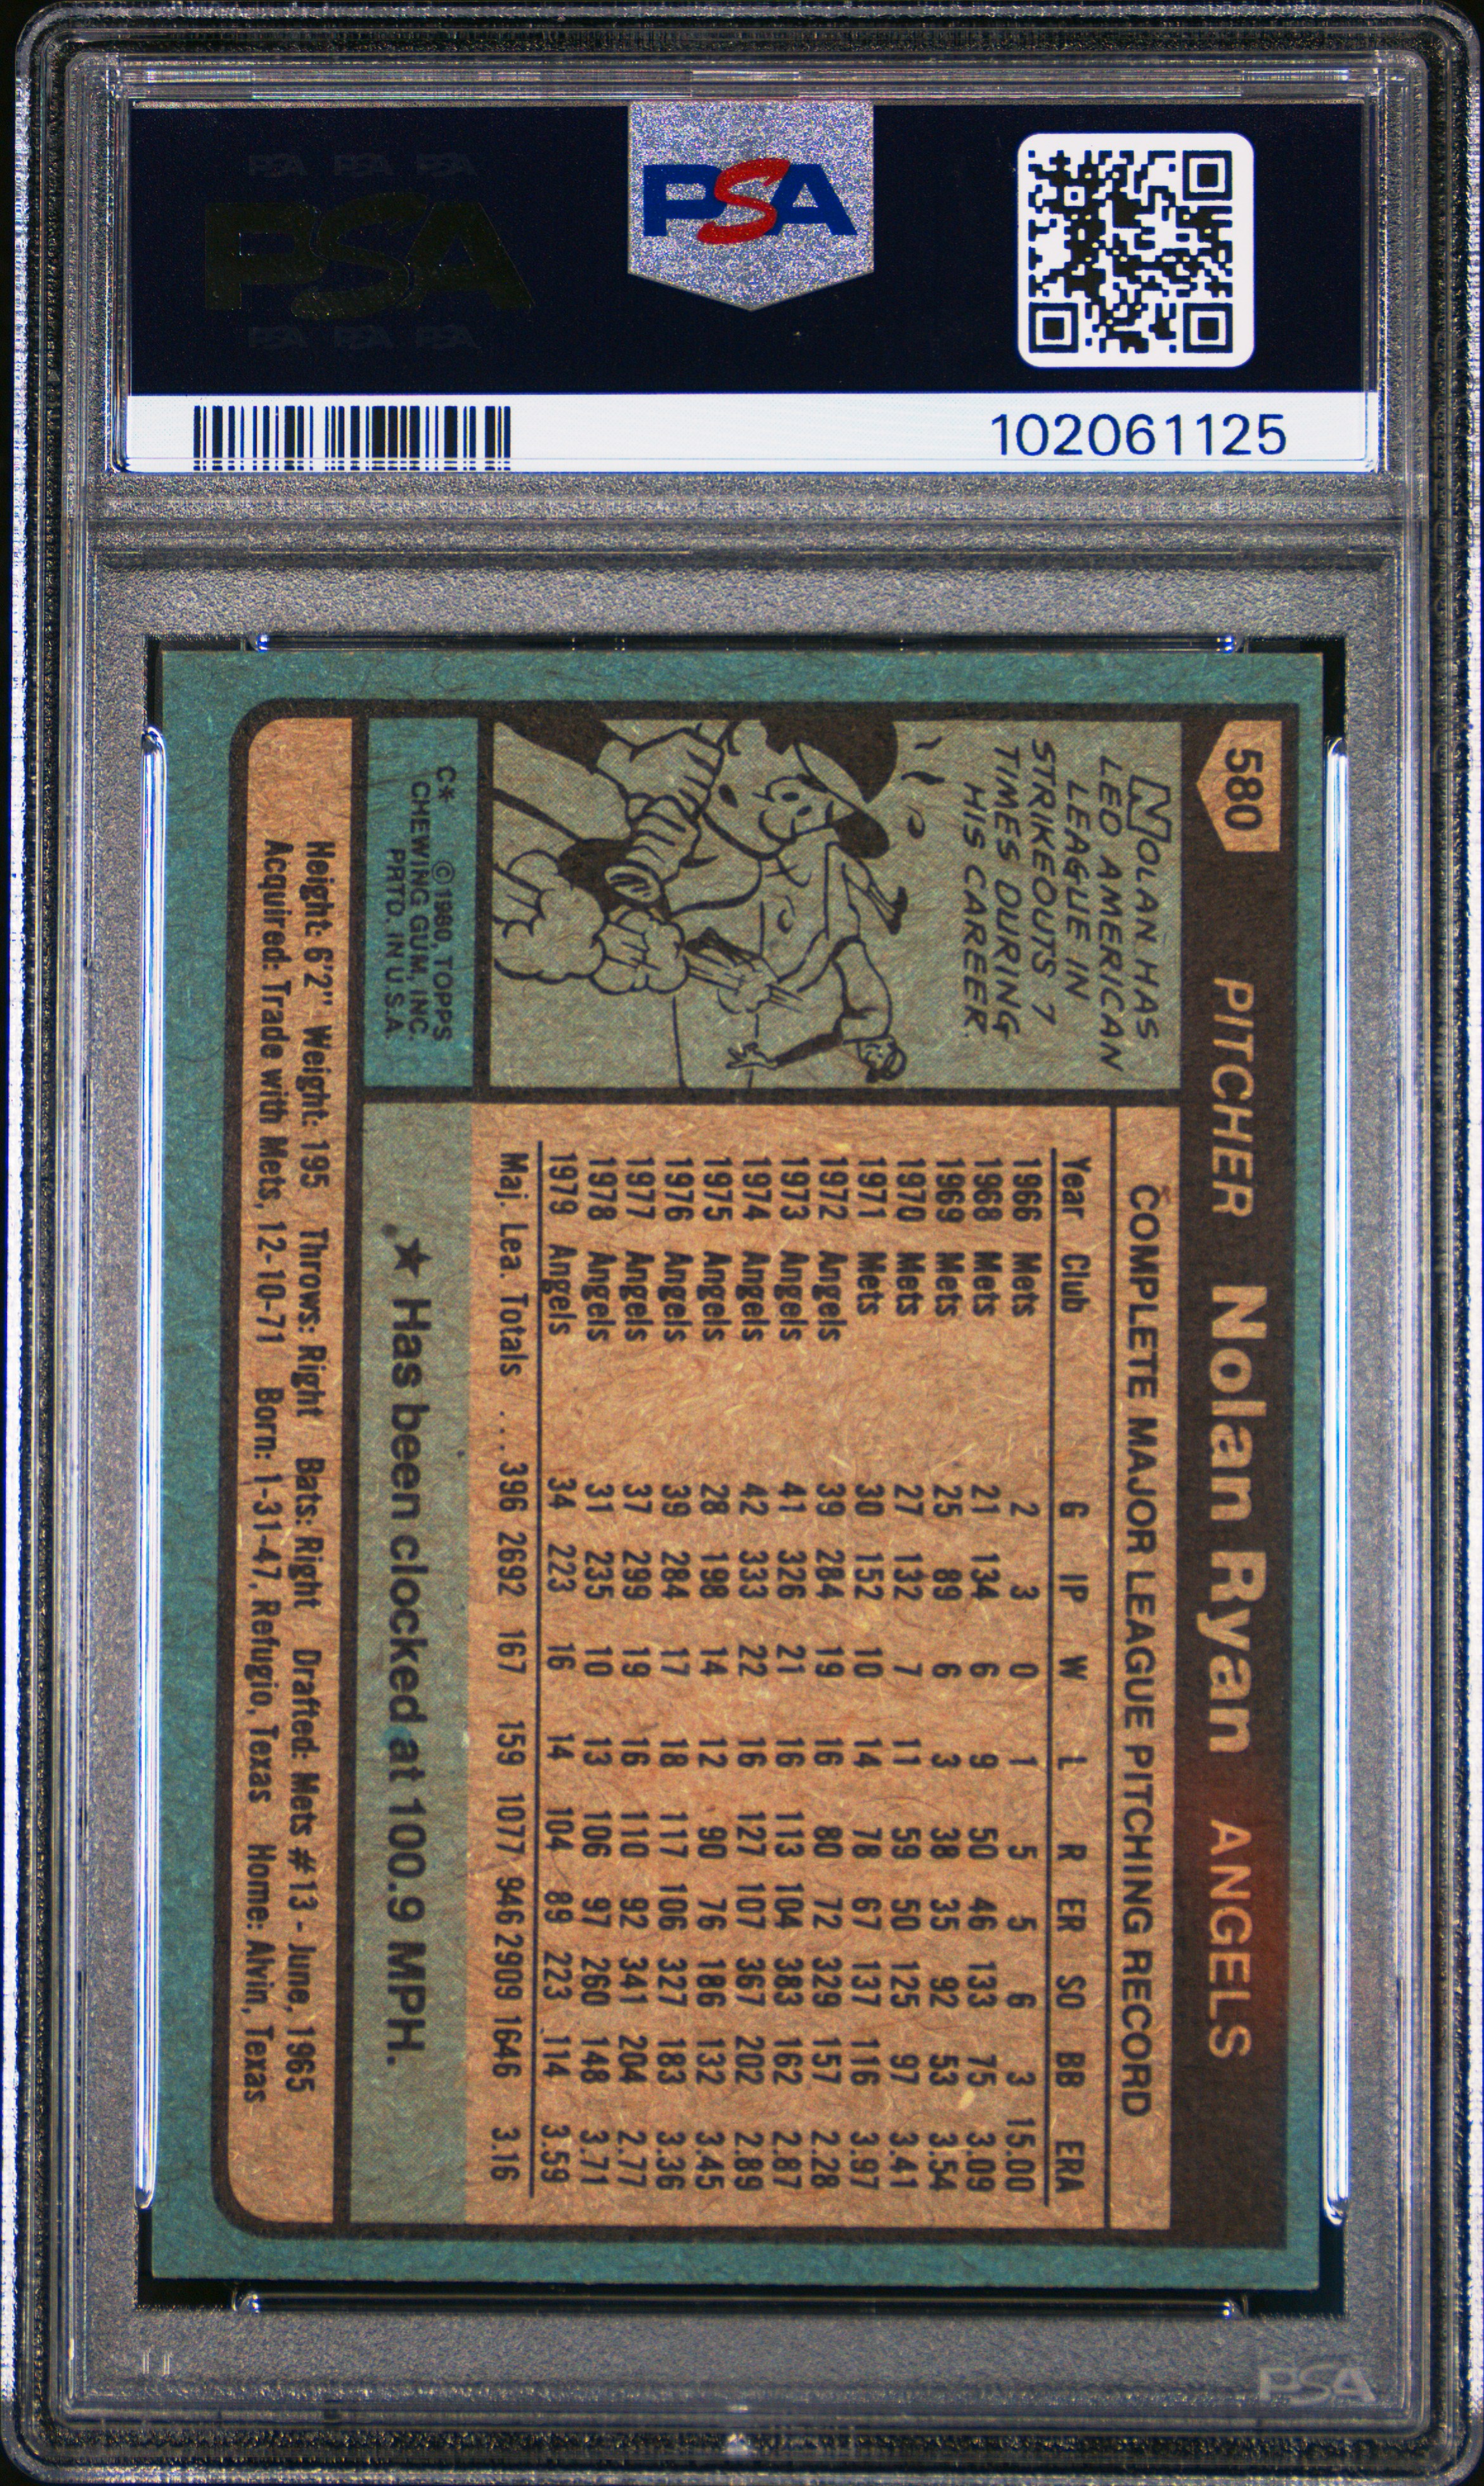 PSA PSA PSA
PSA
PSA PSA PSA
PSA
102061125
580 PITCHER Nolan Ryan ANGELS
NOLAN HAS
LED AMERICAN
LEAGUE IN
STRIKEOUTS 7
TIMES DURING
HIS CAREER.
C
C* ©1980, TOPPS
CHEWING GUM, INC.
PRTD. IN U.S.A.
COMPLETE MAJOR LEAGUE PITCHING RECORD
Year Club G IP W L R ER SO BB ERA
1966 Mets 2 3 0 1 5 5 6 3 15.00
1968 Mets 21 134 6 9 50 46 133 75 3.09
1969 Mets 25 89 6 3 38 35 92 53 3.54
1970 Mets 27 132 7 11 59 50 125 97 3.41
1971 Mets 30 152 10 14 78 67 137 116 3.97
1972 Angels 39 284 19 16 80 72 329 157 2.28
1973 Angels 41 326 21 16 113 104 383 162 2.87
1974 Angels 42 333 22 16 127 107 367 202 2.89
1975 Angels 28 198 14 12 90 76 186 132 3.45
1976 Angels 39 284 17 18 117 106 327 183 3.36
1977 Angels 37 299 19 16 110 92 341 204 2.77
1978 Angels 31 235 10 13 106 97 260 148 3.71
1979 Angels 34 223 16 14 104 89 223 114 3.59
Maj. Lea. Totals ....396 2692 167 159 1077 946 2909 1646 3.16
★ Has been clocked at 100.9 MPH.
Height: 6'2" Weight: 195 Throws: Right Bats: Right Drafted: Mets #13 - June, 1965
Acquired: Trade with Mets, 12-10-71 Born: 1-31-47, Refugio, Texas Home: Alvin, Texas
PSA